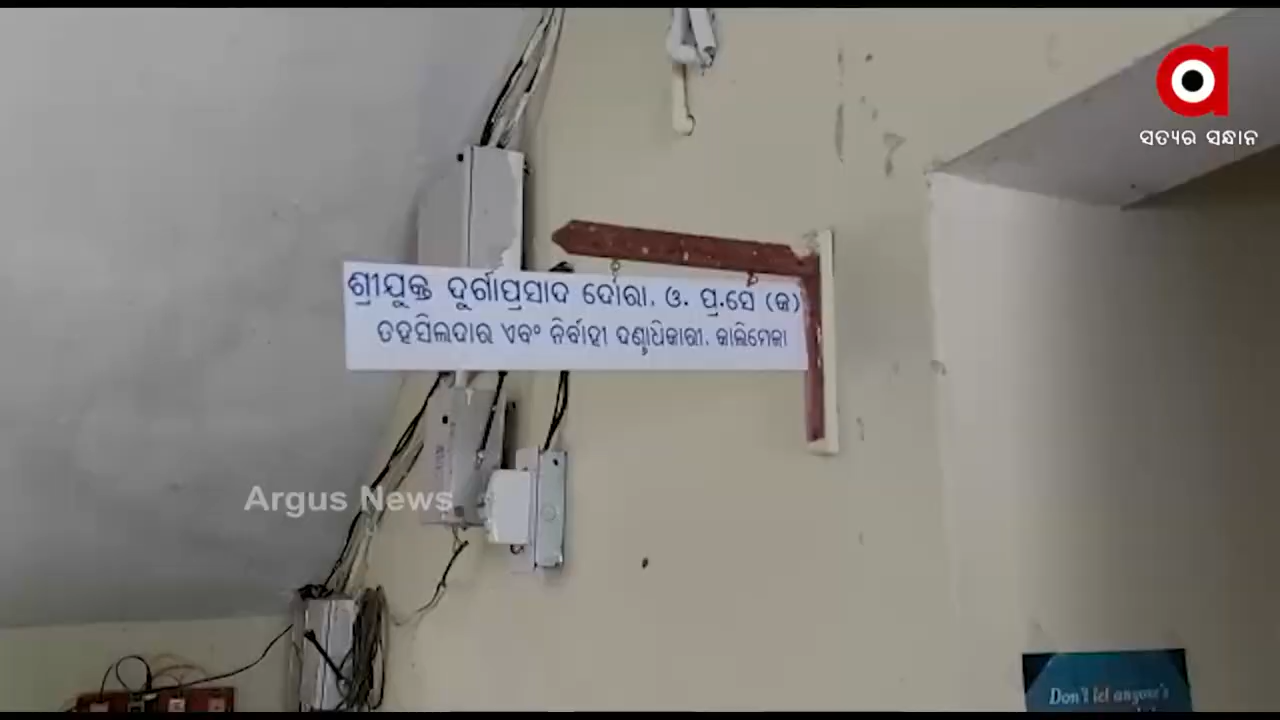 ସତ୍ୟର ସନ୍ଧାନ
ଶ୍ରୀଯୁକ୍ତ ଦୁର୍ଗାପ୍ରସାଦ ଦୋରା, ଓ. ପ୍ର.ସେ (କ)
ତହସିଲଦାର ଏବଂ ନିର୍ବାହୀ ଦଣ୍ଡାଧିକାରୀ, କାଲିମେଳା
Argus News
Don't let anyone's